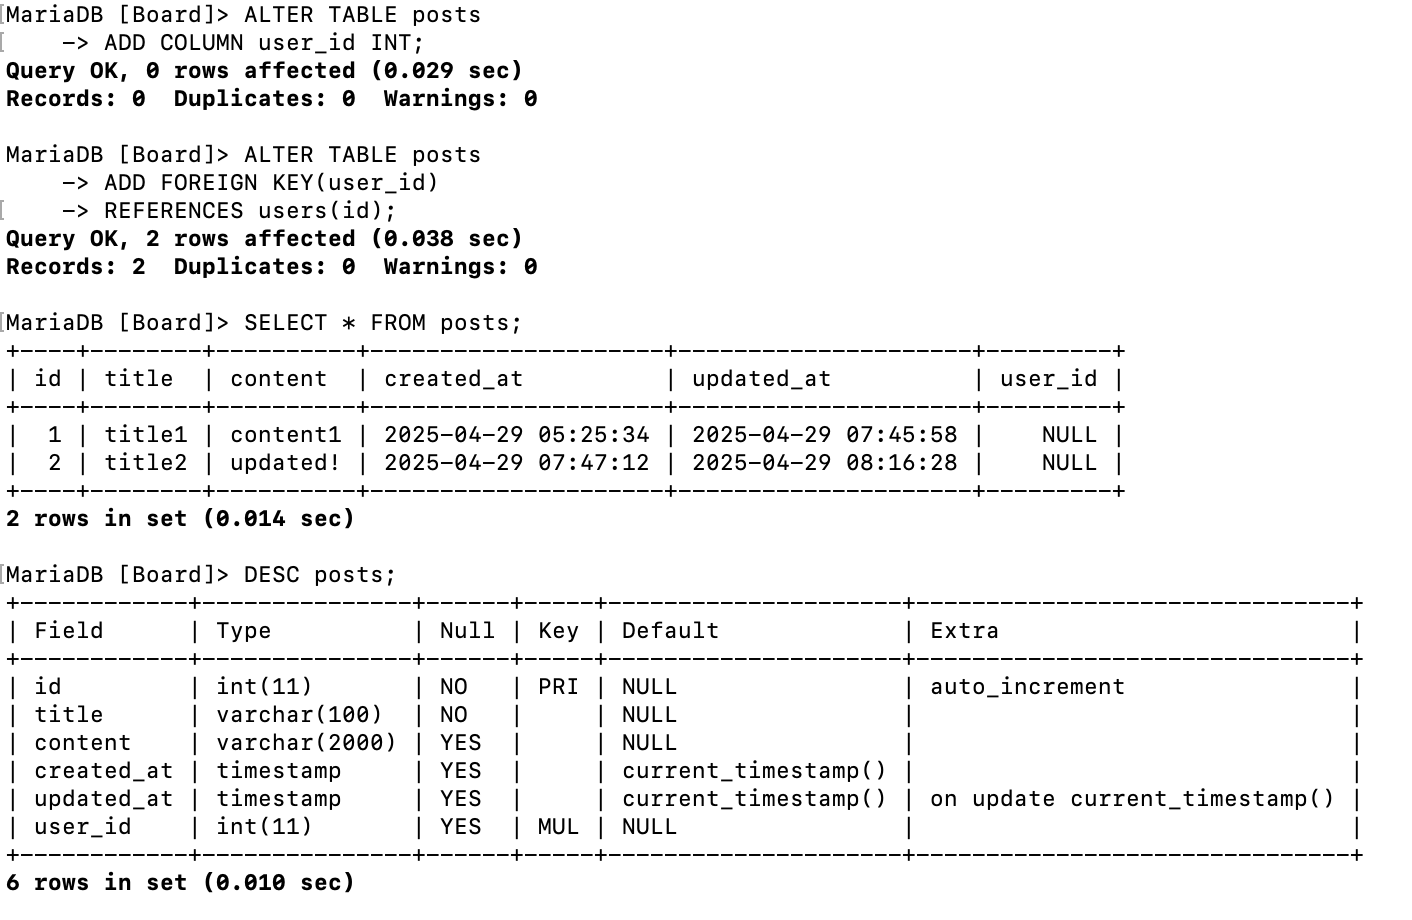 MariaDB [Board]> ALTER TABLE posts
    -> ADD COLUMN user_id INT;
Query OK, 0 rows affected (0.029 sec)
Records: 0  Duplicates: 0  Warnings: 0

MariaDB [Board]> ALTER TABLE posts
    -> ADD FOREIGN KEY(user_id)
    -> REFERENCES users(id);
Query OK, 2 rows affected (0.038 sec)
Records: 2  Duplicates: 0  Warnings: 0

MariaDB [Board]> SELECT * FROM posts;
+----+--------+----------+---------------------+---------------------+---------+
| id | title  | content  | created_at          | updated_at          | user_id |
+----+--------+----------+---------------------+---------------------+---------+
|  1 | title1 | content1 | 2025-04-29 05:25:34 | 2025-04-29 07:45:58 |    NULL |
|  2 | title2 | updated! | 2025-04-29 07:47:12 | 2025-04-29 08:16:28 |    NULL |
+----+--------+----------+---------------------+---------------------+---------+
2 rows in set (0.014 sec)

MariaDB [Board]> DESC posts;
+------------+---------------+------+-----+---------------------+-------------------------------+
| Field      | Type          | Null | Key | Default             | Extra                         |
+------------+---------------+------+-----+---------------------+-------------------------------+
| id         | int(11)       | NO   | PRI | NULL                | auto_increment                |
| title      | varchar(100)  | NO   |     | NULL                |                               |
| content    | varchar(2000) | YES  |     | NULL                |                               |
| created_at | timestamp     | YES  |     | current_timestamp() |                               |
| updated_at | timestamp     | YES  |     | current_timestamp() | on update current_timestamp() |
| user_id    | int(11)       | YES  | MUL | NULL                |                               |
+------------+---------------+------+-----+---------------------+-------------------------------+
6 rows in set (0.010 sec)